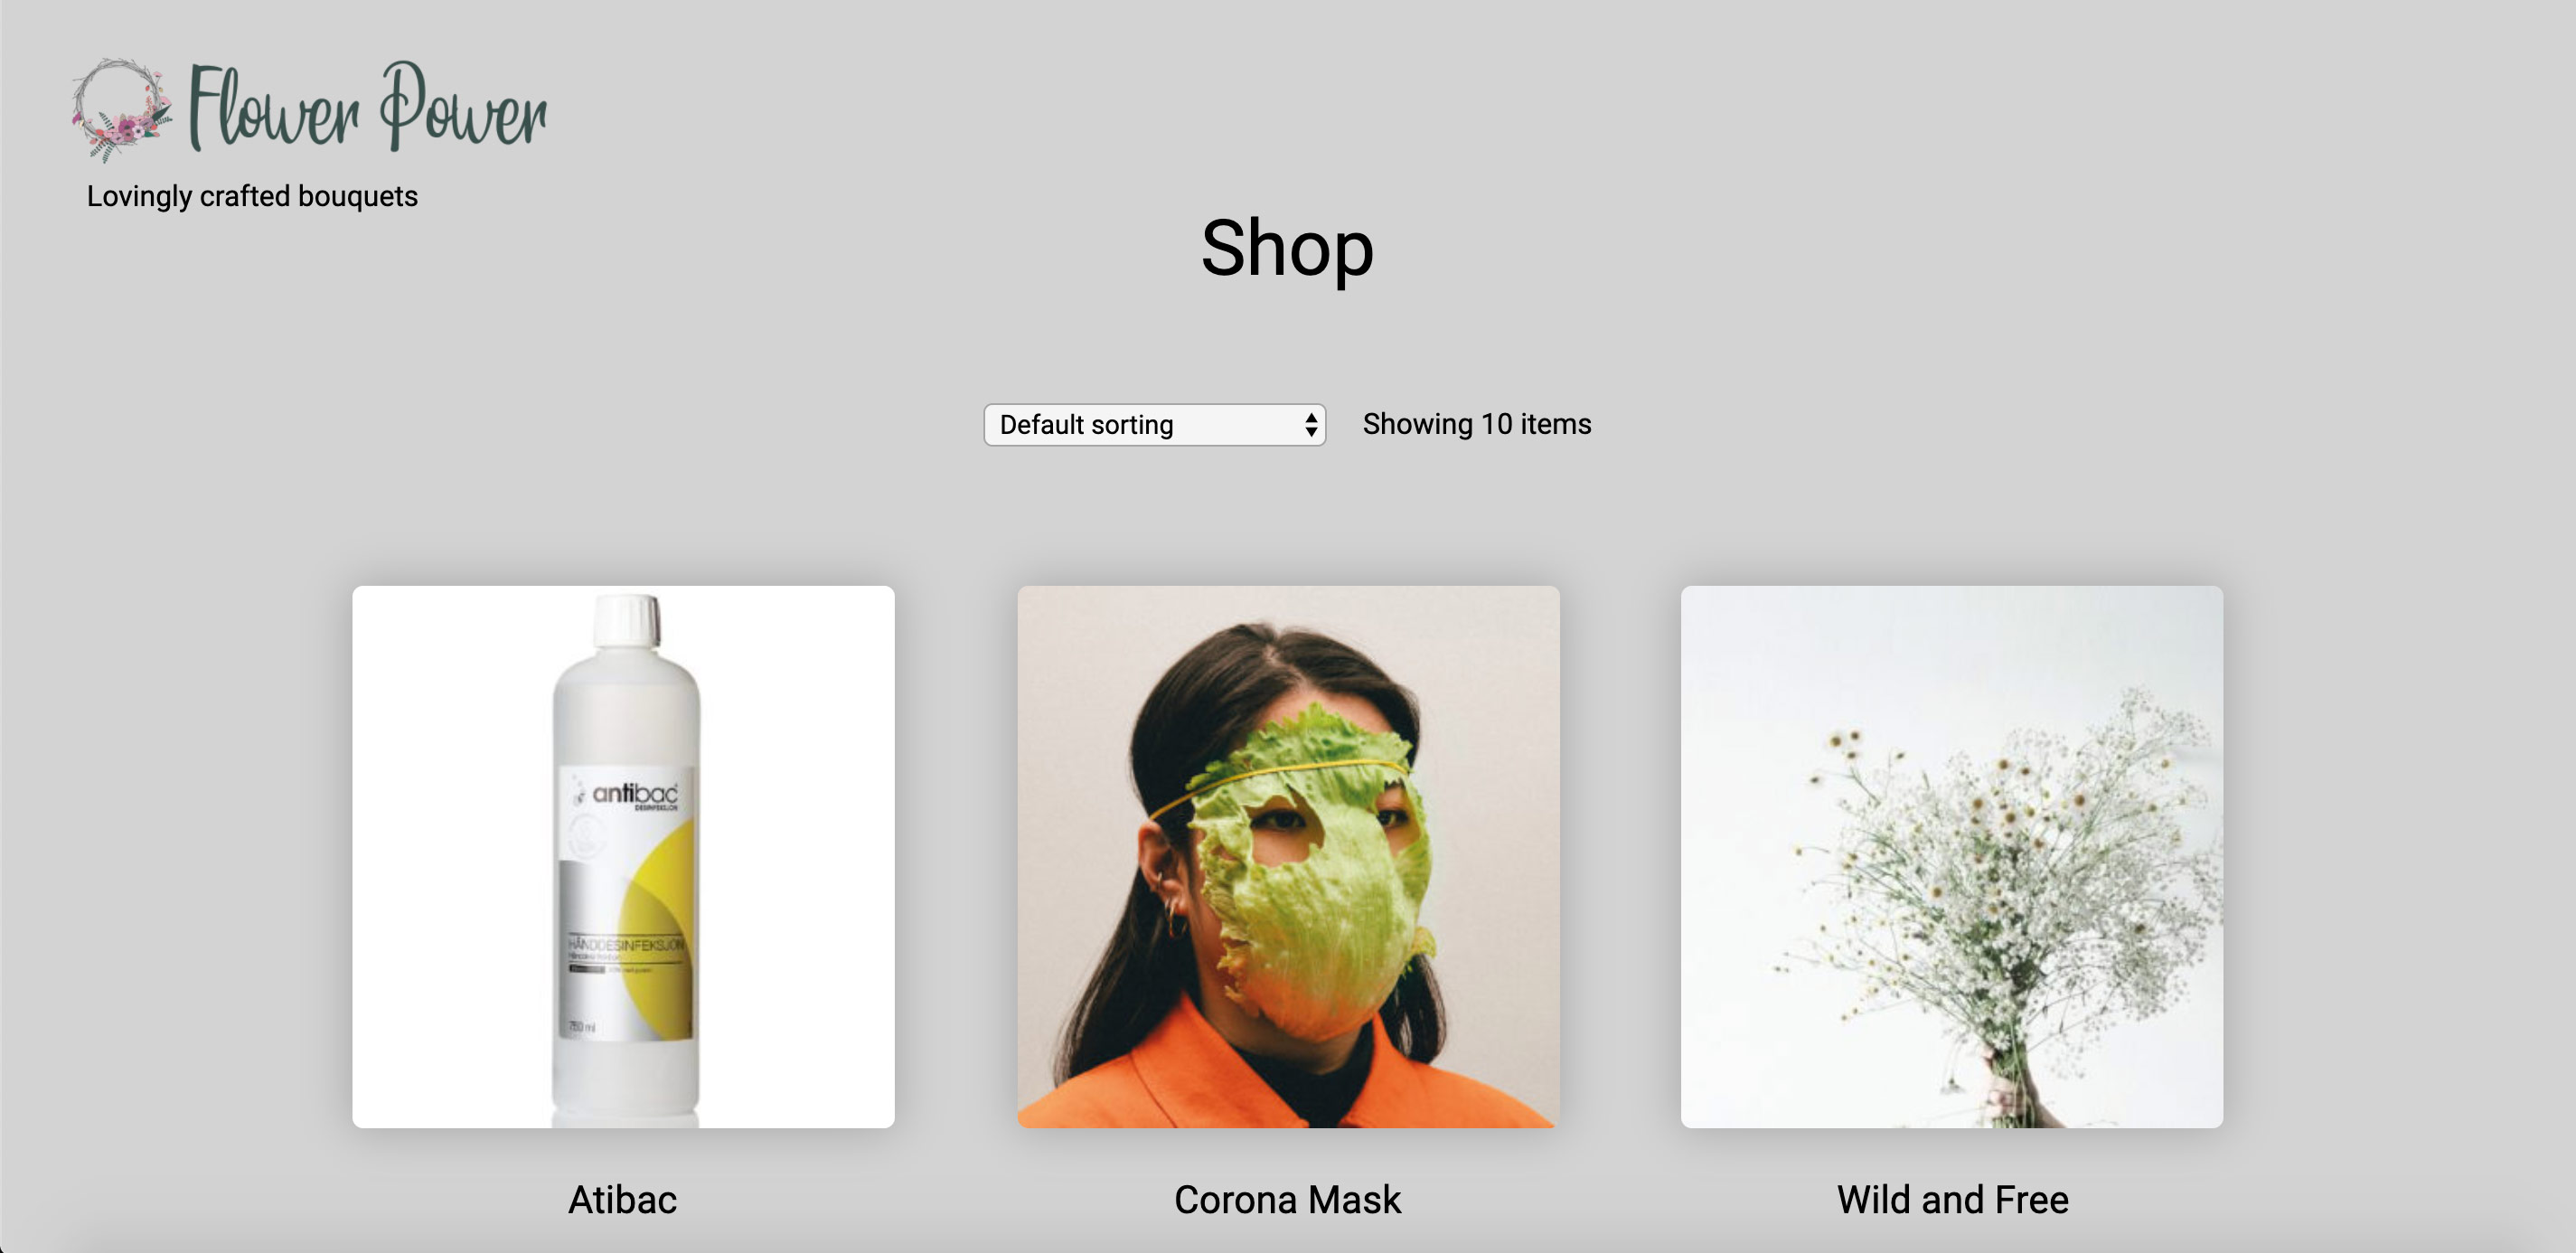 Flower Power
Lovingly crafted bouquets
Shop
Default sorting
Showing 10 items
antibac
DESINFEKSJON
HÅNDDESINFEKSJON
750 ml
Atibac
Corona Mask
Wild and Free